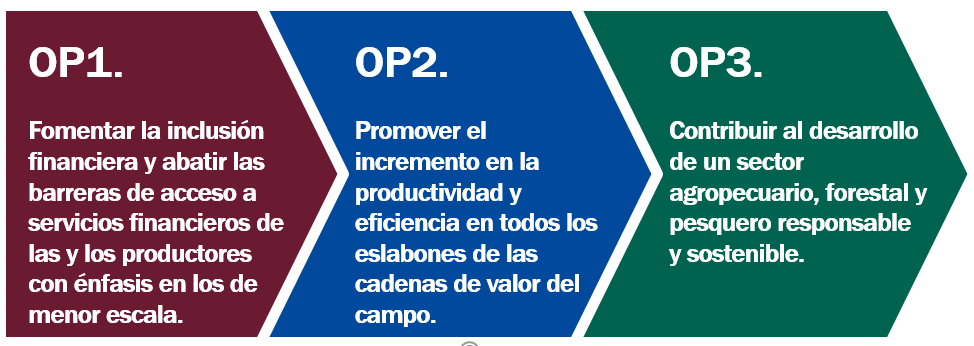 OP1.
Fomentar la inclusión
financiera y abatir las
barreras de acceso a
servicios financieros de
las y los productores
con énfasis en los de
menor escala.
OP2.
Promover el
incremento en la
productividad y
eficiencia en todos los
eslabones de las
cadenas de valor del
campo.
OP3.
Contribuir al desarrollo
de un sector
agropecuario, forestal y
pesquero responsable
y sostenible.